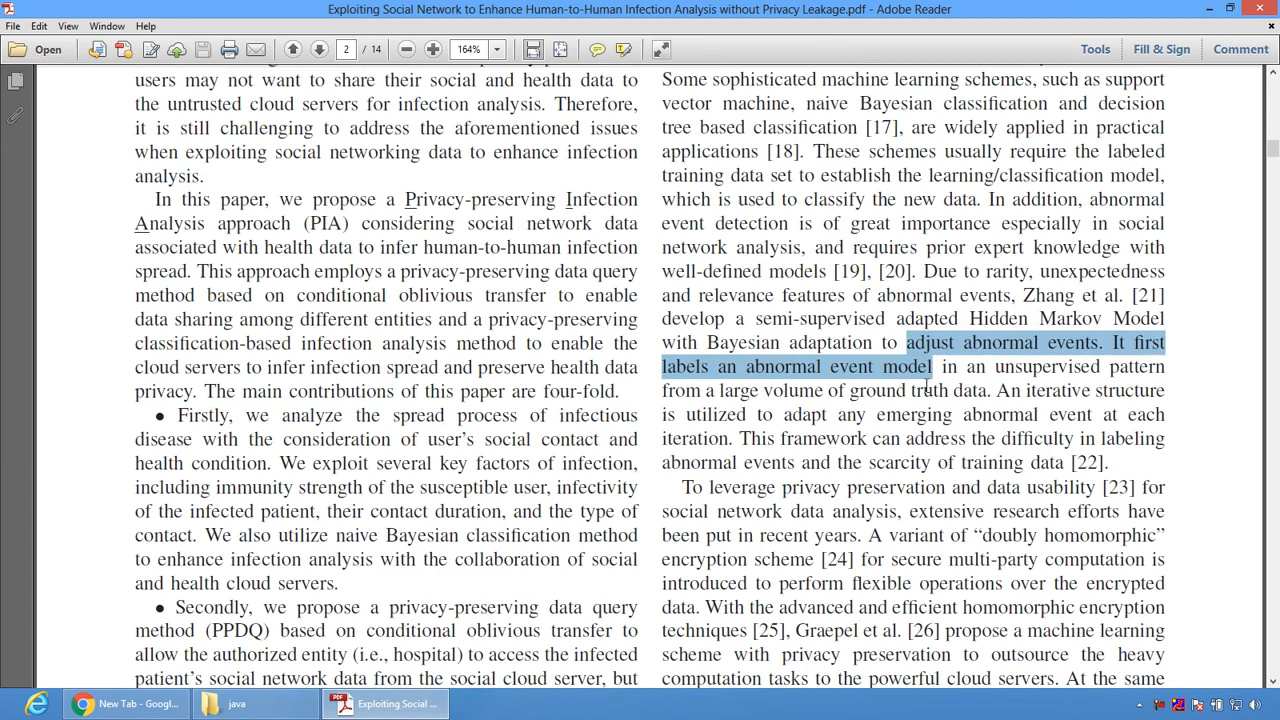 Exploiting Social Network to Enhance Human-to-Human Infection Analysis without Privacy Leakage.pdf - Adobe Reader
File Edit View Window Help
Open 2 / 14 164% Tools Fill & Sign Comment
users may not want to share their social and health data to
the untrusted cloud servers for infection analysis. Therefore,
it is still challenging to address the aforementioned issues
when exploiting social networking data to enhance infection
analysis.
In this paper, we propose a Privacy-preserving Infection
Analysis approach (PIA) considering social network data
associated with health data to infer human-to-human infection
spread. This approach employs a privacy-preserving data query
method based on conditional oblivious transfer to enable
data sharing among different entities and a privacy-preserving
classification-based infection analysis method to enable the
cloud servers to infer infection spread and preserve health data
privacy. The main contributions of this paper are four-fold.
• Firstly, we analyze the spread process of infectious
disease with the consideration of user's social contact and
health condition. We exploit several key factors of infection,
including immunity strength of the susceptible user, infectivity
of the infected patient, their contact duration, and the type of
contact. We also utilize naive Bayesian classification method
to enhance infection analysis with the collaboration of social
and health cloud servers.
• Secondly, we propose a privacy-preserving data query
method (PPDQ) based on conditional oblivious transfer to
allow the authorized entity (i.e., hospital) to access the infected
patient's social network data from the social cloud server, but
Some sophisticated machine learning schemes, such as support
vector machine, naive Bayesian classification and decision
tree based classification [17], are widely applied in practical
applications [18]. These schemes usually require the labeled
training data set to establish the learning/classification model,
which is used to classify the new data. In addition, abnormal
event detection is of great importance especially in social
network analysis, and requires prior expert knowledge with
well-defined models [19], [20]. Due to rarity, unexpectedness
and relevance features of abnormal events, Zhang et al. [21]
develop a semi-supervised adapted Hidden Markov Model
with Bayesian adaptation to adjust abnormal events. It first
labels an abnormal event model in an unsupervised pattern
from a large volume of ground truth data. An iterative structure
is utilized to adapt any emerging abnormal event at each
iteration. This framework can address the difficulty in labeling
abnormal events and the scarcity of training data [22].
To leverage privacy preservation and data usability [23] for
social network data analysis, extensive research efforts have
been put in recent years. A variant of “doubly homomorphic”
encryption scheme [24] for secure multi-party computation is
introduced to perform flexible operations over the encrypted
data. With the advanced and efficient homomorphic encryption
techniques [25], Graepel et al. [26] propose a machine learning
scheme with privacy preservation to outsource the heavy
computation tasks to the powerful cloud servers. At the same
New Tab - Googl... java Exploiting Social ...